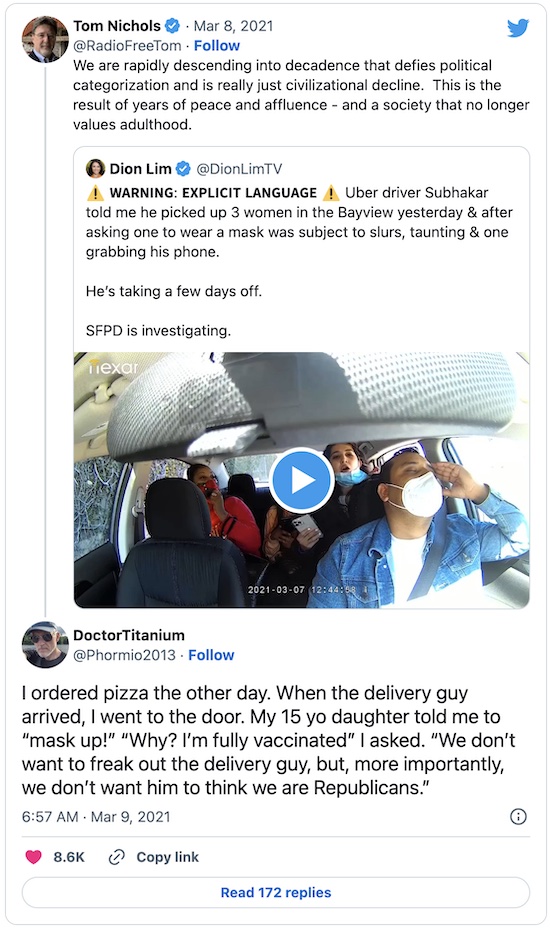 Tom Nichols · Mar 8, 2021
@RadioFreeTom · Follow
We are rapidly descending into decadence that defies political
categorization and is really just civilizational decline. This is the
result of years of peace and affluence - and a society that no longer
values adulthood.
Dion Lim @DionLimTV
⚠️ WARNING: EXPLICIT LANGUAGE ⚠️ Uber driver Subhakar
told me he picked up 3 women in the Bayview yesterday & after
asking one to wear a mask was subject to slurs, taunting & one
grabbing his phone.
He's taking a few days off.
SFPD is investigating.
nexar
2021-03-07
DoctorTitanium
@Phormio2013 · Follow
I ordered pizza the other day. When the delivery guy
arrived, I went to the door. My 15 yo daughter told me to
“mask up!” “Why? I’m fully vaccinated” I asked. “We don’t
want to freak out the delivery guy, but, more importantly,
we don’t want him to think we are Republicans.”
6:57 AM · Mar 9, 2021
8.6K Copy link
Read 172 replies